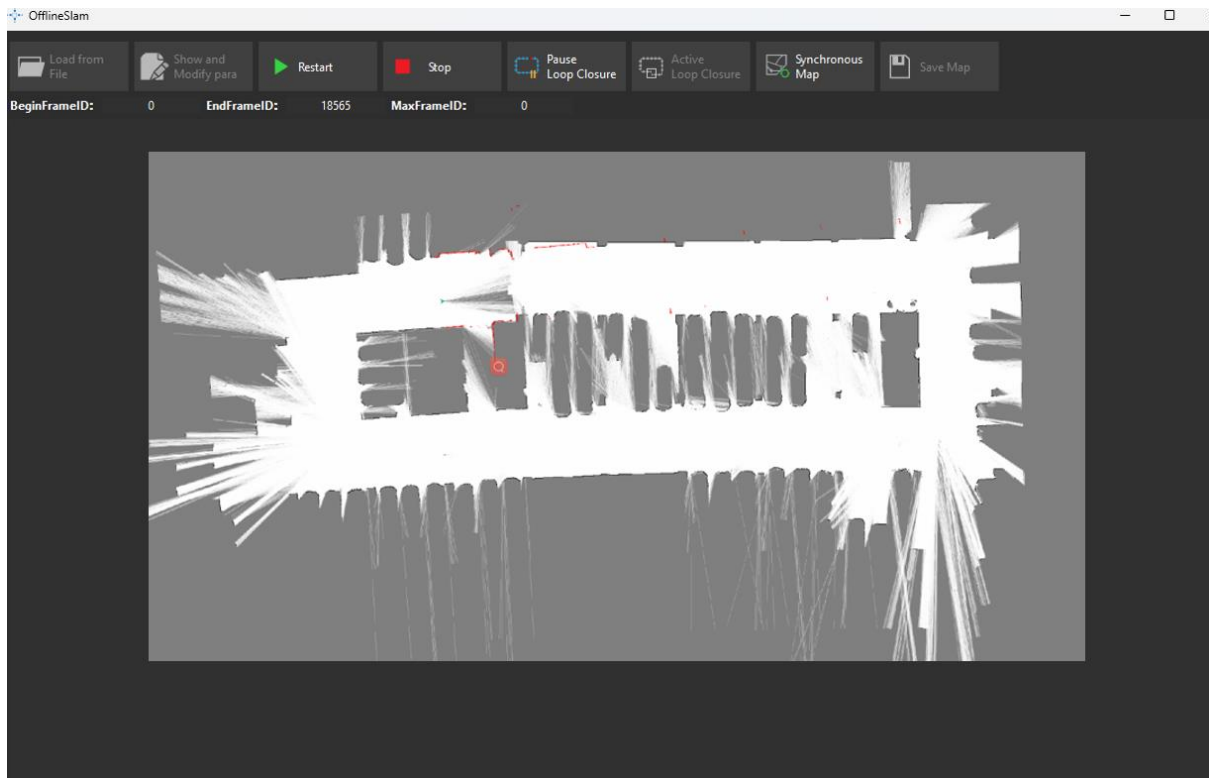 OfflineSlam
Load from
File
Show and
Modify para
Restart
Stop
Pause
Loop Closure
Active
Loop Closure
Synchronous
Map
Save Map
BeginFrameID: 0 EndFrameID: 18565 MaxFrameID: 0